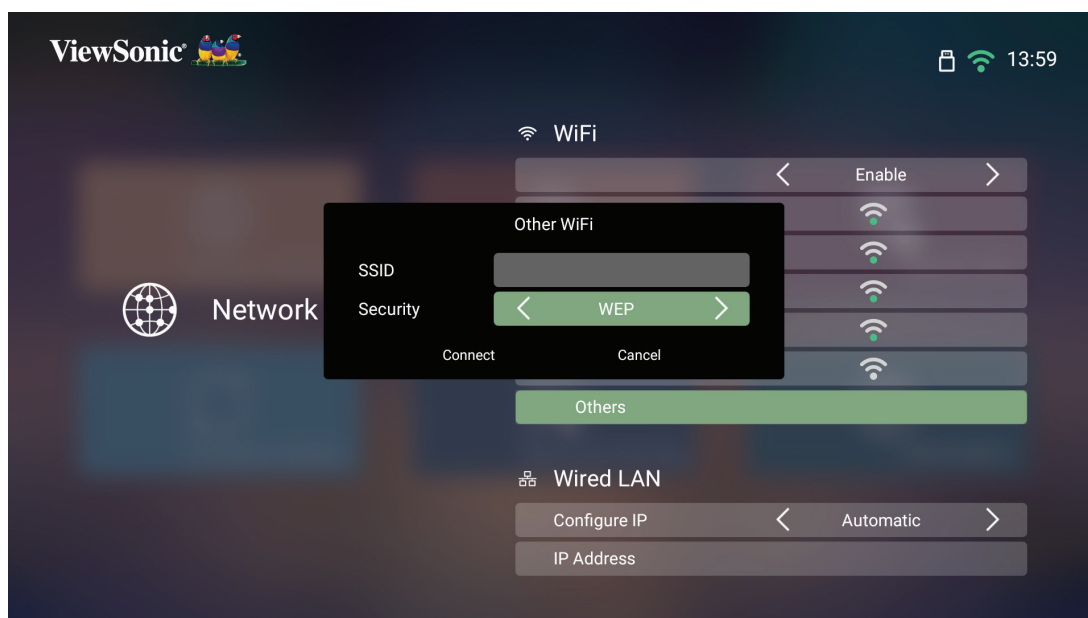 ViewSonic®
13:59
WiFi
Enable
Other WiFi
SSID
Network
Security
WEP
Connect
Cancel
Others
Wired LAN
Configure IP
Automatic
IP Address